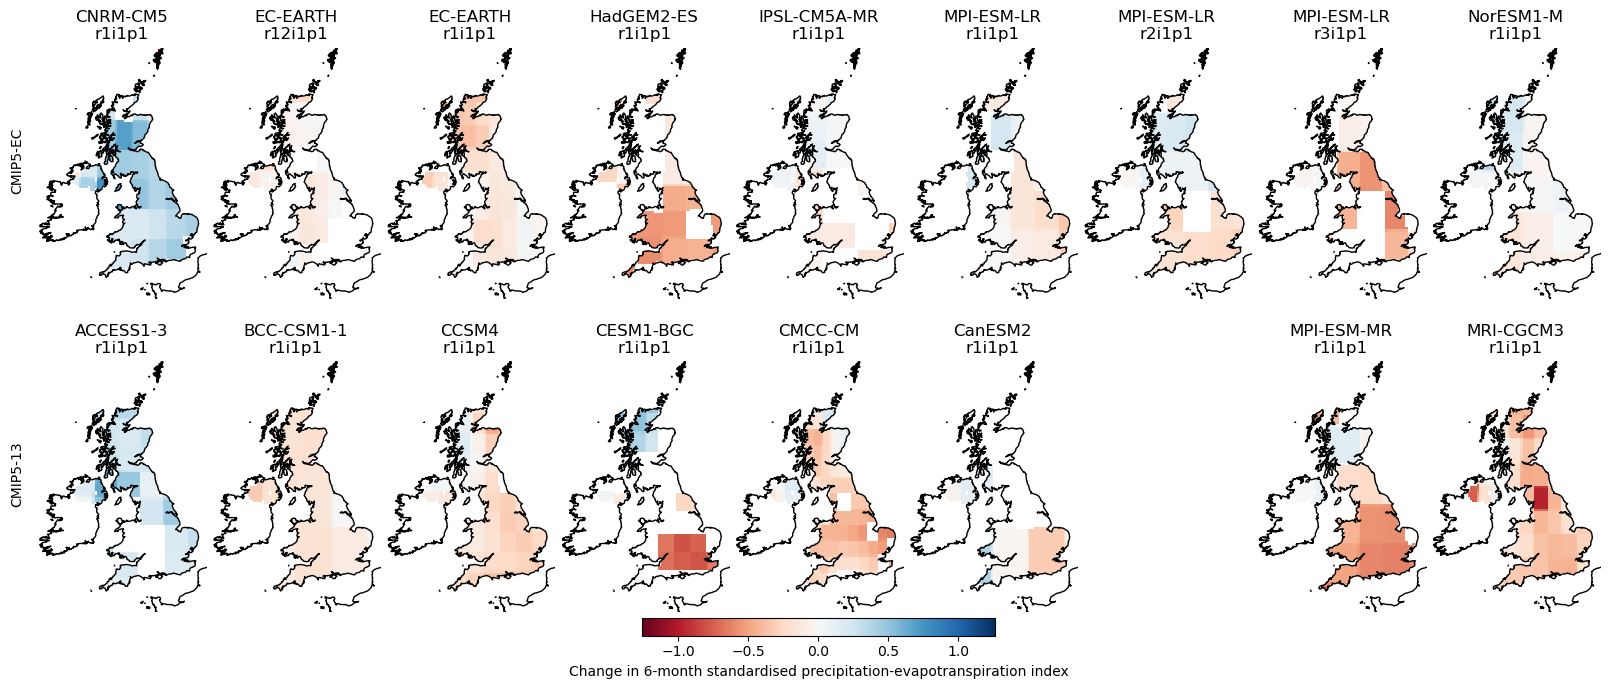 CNRM-CM5
r1i1p1
EC-EARTH
r12i1p1
EC-EARTH
r1i1p1
HadGEM2-ES
r1i1p1
IPSL-CM5A-MR
r1i1p1
MPI-ESM-LR
r1i1p1
MPI-ESM-LR
r2i1p1
MPI-ESM-LR
r3i1p1
NorESM1-M
r1i1p1
CMIP5-EC
ACCESS1-3
r1i1p1
BCC-CSM1-1
r1i1p1
CCSM4
r1i1p1
CESM1-BGC
r1i1p1
CMCC-CM
r1i1p1
CanESM2
r1i1p1
MPI-ESM-MR
r1i1p1
MRI-CGCM3
r1i1p1
CMIP5-13
−1.0 −0.5 0.0 0.5 1.0
Change in 6-month standardised precipitation-evapotranspiration index